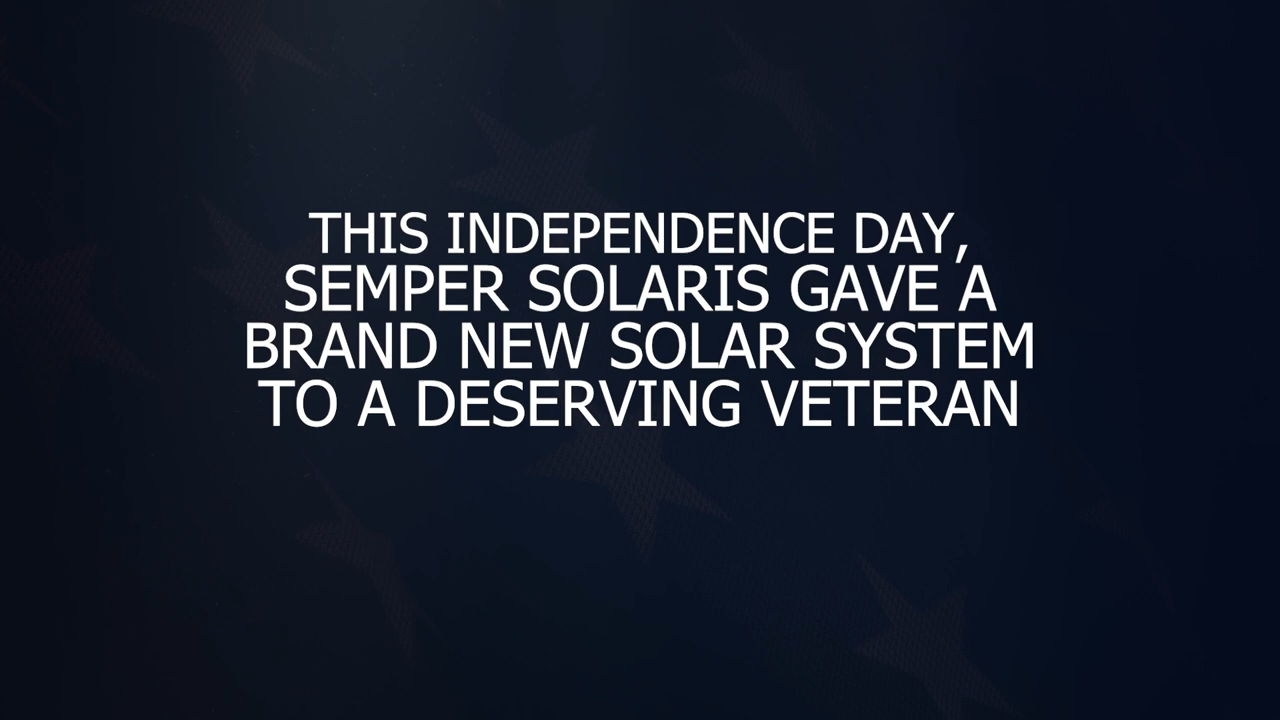 THIS INDEPENDENCE DAY,
SEMPER SOLARIS GAVE A
BRAND NEW SOLAR SYSTEM
TO A DESERVING VETERAN